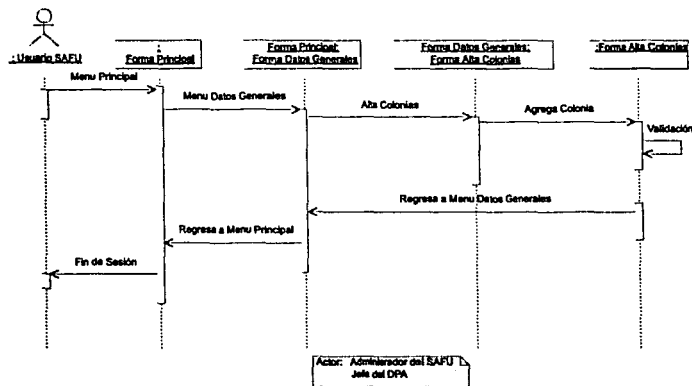 : Usuario SAFU
Forma Principal
Forma Principal:
Forma Datos Generales
Forma Datos Generales:
Forma Alta Colonias
:Forma Alta Colonias
Menu Principal
Menu Datos Generales
Alta Colonias
Agrega Colonia
Validación
Regresa a Menu Datos Generales
Regresa a Menu Principal
Fin de Sesión
Actor: Administrador del SAFU
Jefe del DPA